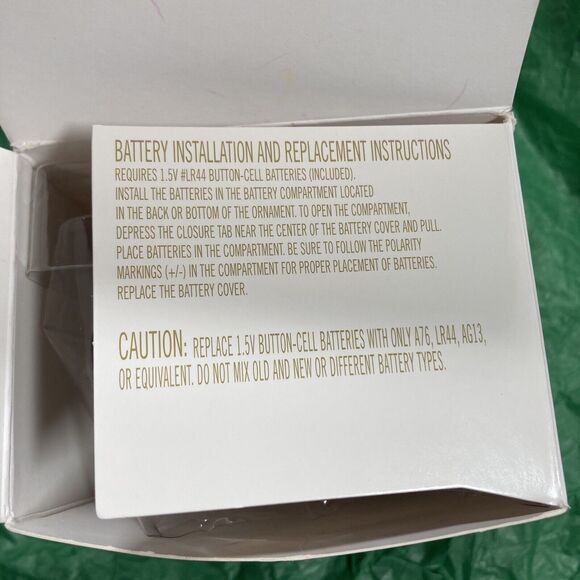 BATTERY INSTALLATION AND REPLACEMENT INSTRUCTIONS
REQUIRES 1.5V #LR44 BUTTON-CELL BATTERIES (INCLUDED).
INSTALL THE BATTERIES IN THE BATTERY COMPARTMENT LOCATED
IN THE BACK OR BOTTOM OF THE ORNAMENT. TO OPEN THE COMPARTMENT,
DEPRESS THE CLOSURE TAB NEAR THE CENTER OF THE BATTERY COVER AND PULL.
PLACE BATTERIES IN THE COMPARTMENT. BE SURE TO FOLLOW THE POLARITY
MARKINGS (+/-) IN THE COMPARTMENT FOR PROPER PLACEMENT OF BATTERIES.
REPLACE THE BATTERY COVER.
CAUTION: REPLACE 1.5V BUTTON-CELL BATTERIES WITH ONLY A76, LR44, AG13,
OR EQUIVALENT. DO NOT MIX OLD AND NEW OR DIFFERENT BATTERY TYPES.